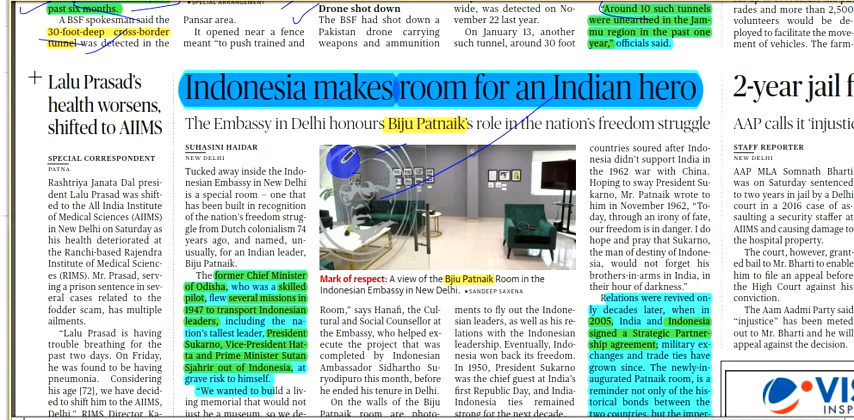 past six months.
A BSF spokesman said the
30-foot-deep cross-border
tunnel was detected in the
Pansar area.
It opened near a fence
meant “to push trained and
Drone shot down
The BSF had shot down a
Pakistan drone carrying
weapons and ammunition
wide, was detected on No-
vember 22 last year.
On January 13, another
such tunnel, around 30 foot
“Around 10 such tunnels
were unearthed in the Jam-
mu region in the past one
year,” officials said.
rades and more than 2,500
volunteers would be de-
ployed to facilitate the move-
ment of vehicles. The farm-
Lalu Prasad’s
health worsens,
shifted to AIIMS
SPECIAL CORRESPONDENT
PATNA
Rashtriya Janata Dal presi-
dent Lalu Prasad was shift-
ed to the All India Institute
of Medical Sciences (AIIMS)
in New Delhi on Saturday as
his health deteriorated at
the Ranchi-based Rajendra
Institute of Medical Scienc-
es (RIMS). Mr. Prasad, serv-
ing a prison sentence in sev-
eral cases related to the
fodder scam, has multiple
ailments.
“Lalu Prasad is having
trouble breathing for the
past two days. On Friday,
he was found to be having
pneumonia. Considering
his age [72], we have decid-
ed to shift him to the AIIMS,
Delhi,” RIMS Director Ka-
Indonesia makes room for an Indian hero
The Embassy in Delhi honours Biju Patnaik’s role in the nation’s freedom struggle
SUHASINI HAIDAR
NEW DELHI
Tucked away inside the Indo-
nesian Embassy in New Delhi
is a special room – one that
has been built in recognition
of the nation’s freedom strug-
gle from Dutch colonialism 74
years ago, and named, un-
usually, for an Indian leader,
Biju Patnaik.
The former Chief Minister
of Odisha, who was a skilled
pilot, flew several missions in
1947 to transport Indonesian
leaders, including the na-
tion’s tallest leader, President
Sukarno, Vice-President Hat-
ta and Prime Minister Sutan
Sjahrir out of Indonesia, at
grave risk to himself.
“We wanted to build a liv-
ing memorial that would not
just be a museum, so we de-
Mark of respect: A view of the Bjiu Patnaik Room in the
Indonesian Embassy in New Delhi. ■ SANDEEP SAXENA
Room,” says Hanafi, the Cul-
tural and Social Counsellor at
the Embassy, who helped ex-
ecute the project that was
completed by Indonesian
Ambassador Sidhartho Su-
ryodipuro this month, before
he ended his tenure in Delhi.
On the walls of the Biju
Patnaik room are photo-
ments to fly out the Indone-
sian leaders, as well as his re-
lations with the Indonesian
leadership. Eventually, Indo-
nesia won back its freedom.
In 1950, President Sukarno
was the chief guest at India’s
first Republic Day, and India-
Indonesia ties remained
strong for the next decade.
countries soured after Indo-
nesia didn’t support India in
the 1962 war with China.
Hoping to sway President Su-
karno, Mr. Patnaik wrote to
him in November 1962, “To-
day, through an irony of fate,
our freedom is in danger. I do
hope and pray that Sukarno,
the man of destiny of Indone-
sia, would not forget his
brothers-in-arms in India, in
their hour of darkness.”
Relations were revived on-
ly decades later, when in
2005, India and Indonesia
signed a Strategic Partner-
ship agreement; military ex-
changes and trade ties have
grown since. The newly-in-
augurated Patnaik room, is a
reminder not only of the his-
torical bonds between the
two countries, but the imper-
2-year jail f
AAP calls it ‘injustic
STAFF REPORTER
NEW DELHI
AAP MLA Somnath Bharti
was on Saturday sentenced
to two years in jail by a Delhi
court in a 2016 case of as-
saulting a security staffer at
AIIMS and causing damage to
the hospital property.
The court, however, grant-
ed bail to Mr. Bharti to enable
him to file an appeal before
the High Court against his
conviction.
The Aam Aadmi Party said
“injustice” has been meted
out to Mr. Bharti and he will
appeal against the decision.
VIS
INSP